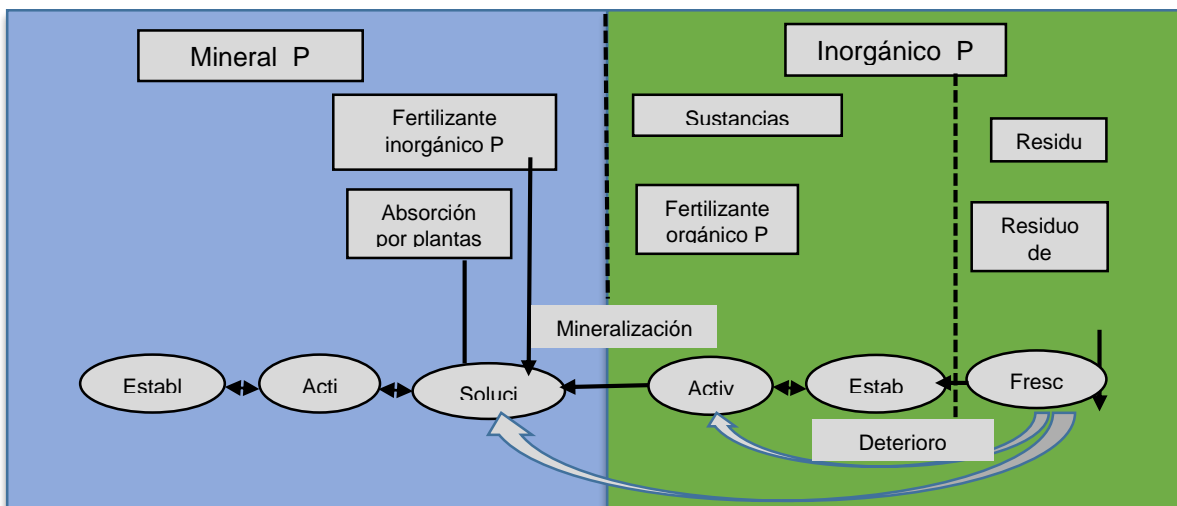 Mineral P
Inorgánico P
Fertilizante
inorgánico P
Sustancias
Residu
Absorción
por plantas
Fertilizante
orgánico P
Residuo
de
Mineralización
Establ
Acti
Soluci
Activ
Estab
Fresc
Deterioro